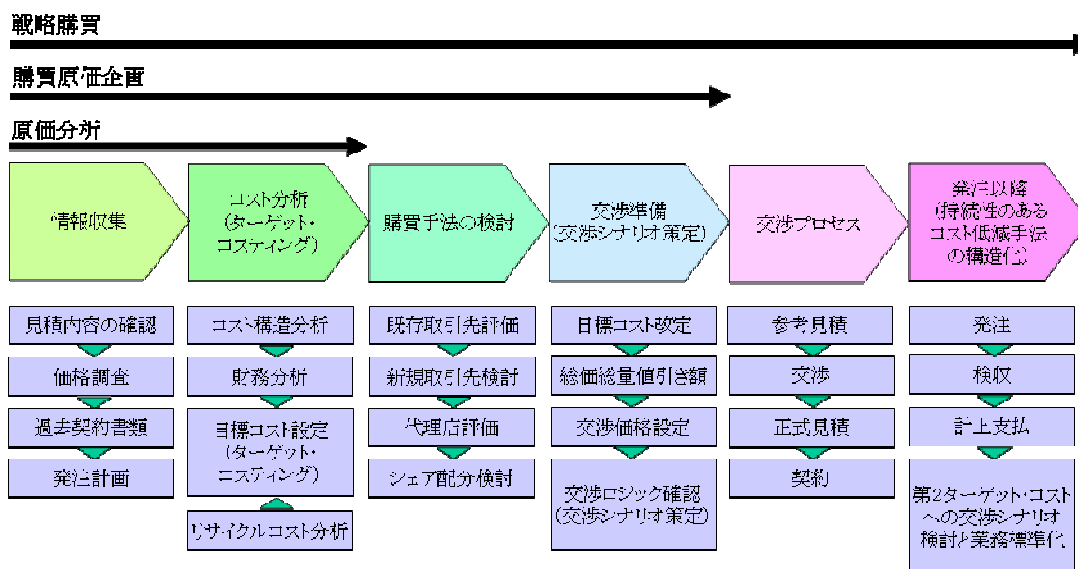 戦略購買
購買原価企画
原価分析
情報収集
コスト分析
(ターゲット・
コスティング)
購買手法の検討
交渉準備
(交渉シナリオ策定)
交渉プロセス
発注以降
(持続性のある
コスト低減手法
の構造化)
見積内容の確認
価格調査
過去契約書類
発注計画
コスト構造分析
財務分析
目標コスト設定
(ターゲット・
コスティング)
リサイクルコスト分析
既存取引先評価
新規取引先検討
代理店評価
シェア配分検討
目標コスト改定
総価総量値引き額
交渉価格設定
交渉ロジック確認
(交渉シナリオ策定)
参考見積
交渉
正式見積
契約
発注
検収
計上支払
第2ターゲット・コスト
への交渉シナリオ
検討と業務標準化